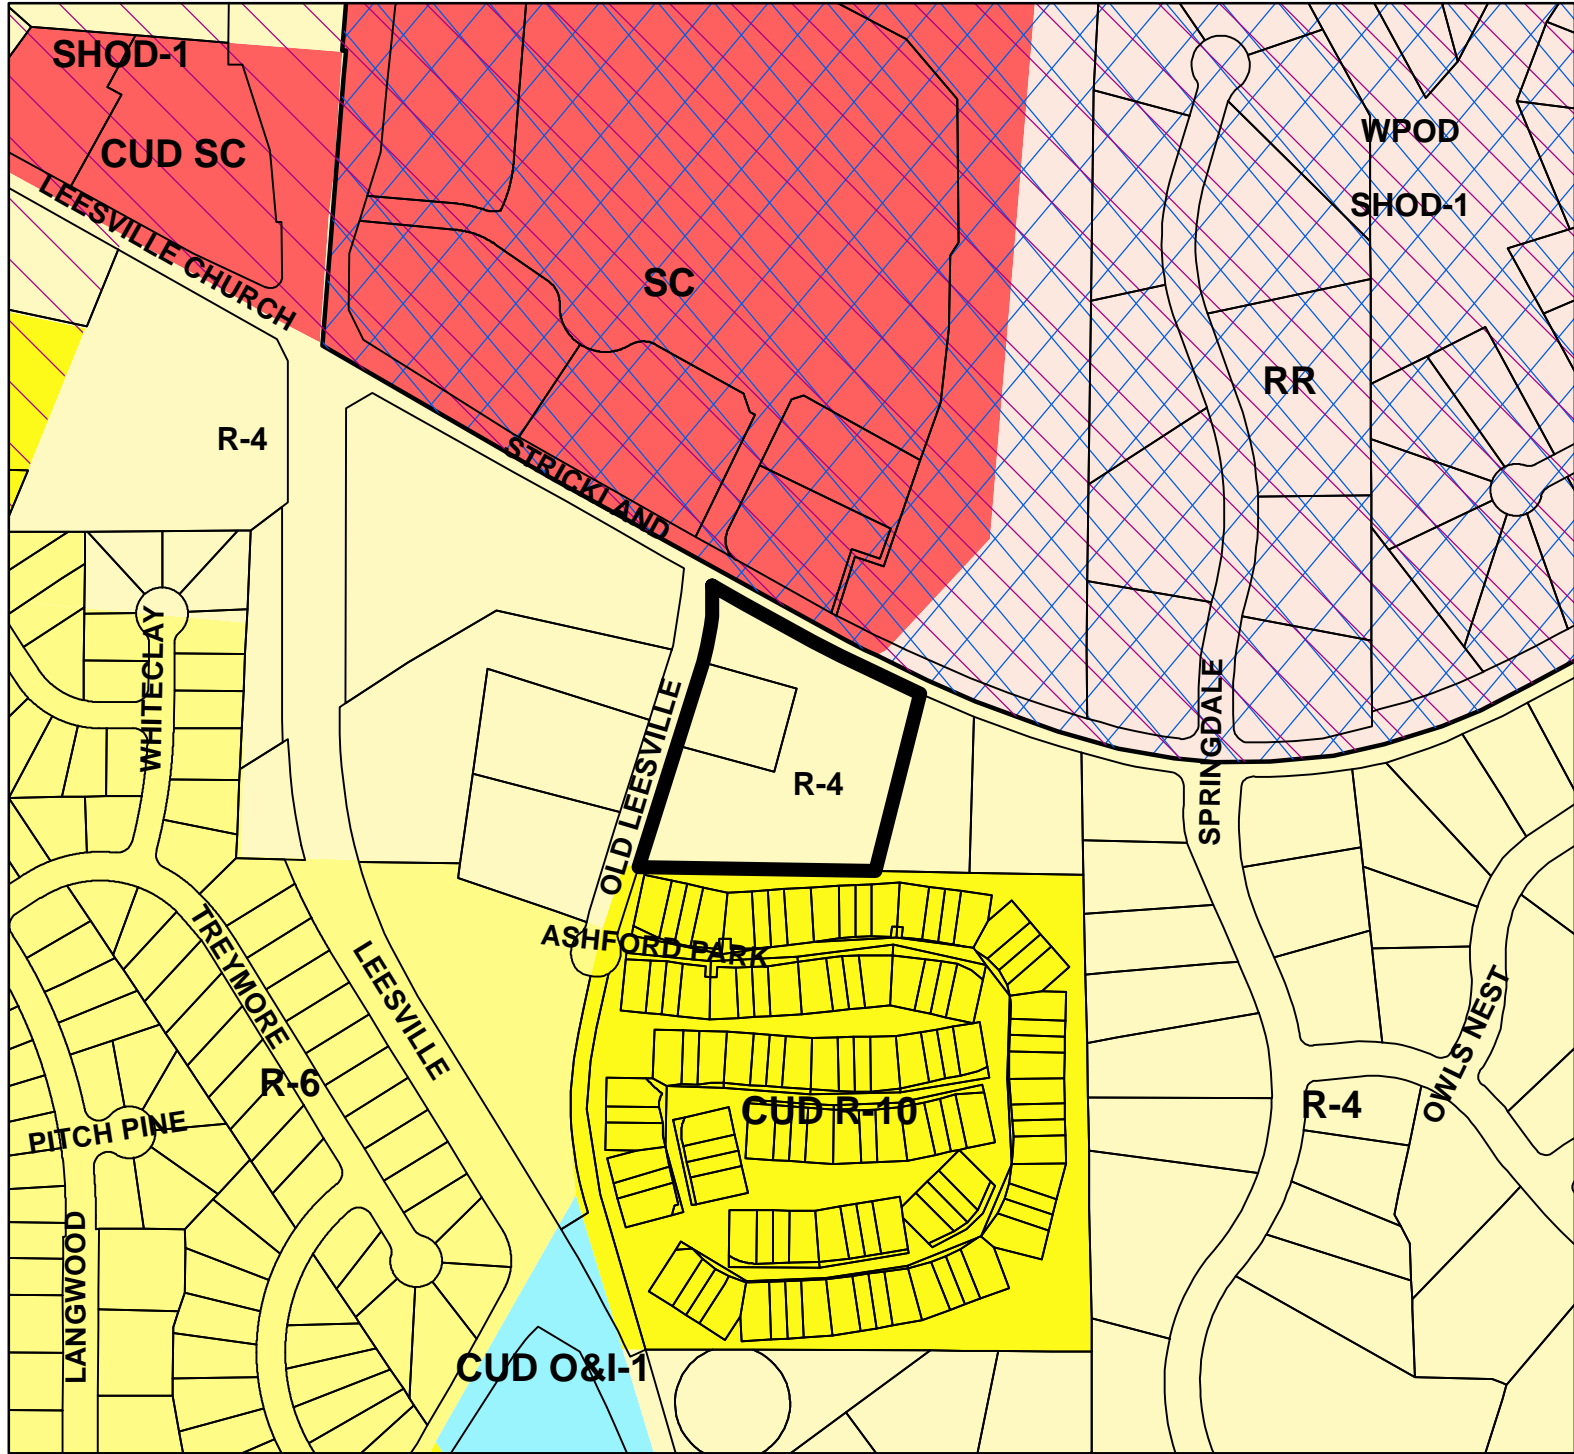 SHOD-1
CUD SC
LEESVILLE CHURCH
SC
WPOD
SHOD-1
RR
R-4
STRICKLAND
WHITECLAY
OLD LEESVILLE
R-4
SPRINGDALE
ASHFORD PARK
TREYMORE
LEESVILLE
OWLS NEST
R-6
CUD R-10
R-4
PITCH PINE
LANGWOOD
CUD O&I-1